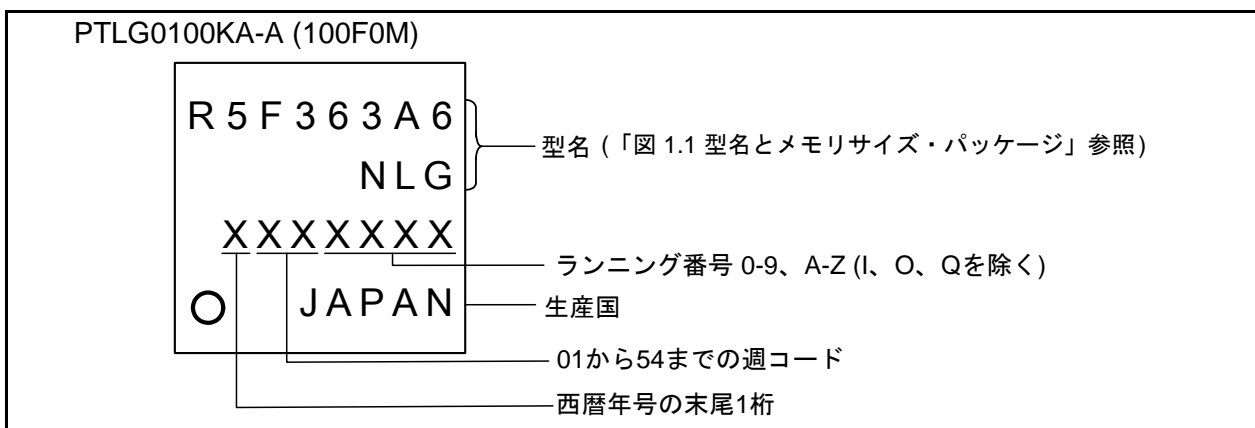 PTLG0100KA-A (100F0M)
R5F363A6
NLG
型名 (「図 1.1 型名とメモリサイズ・パッケージ」参照)
XXXXXXX
ランニング番号 0-9、A-Z (I、O、Qを除く)
JAPAN
生産国
01から54までの週コード
西暦年号の末尾1桁